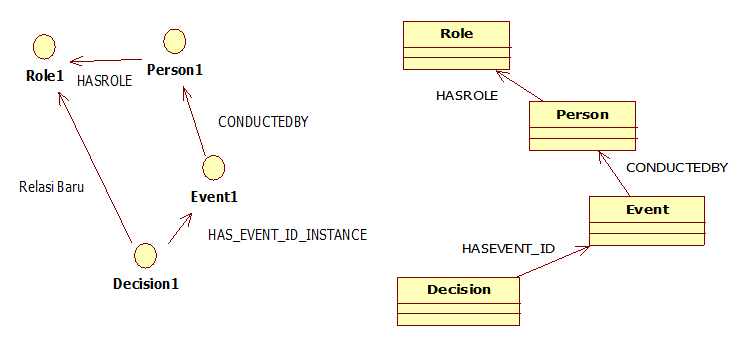 Role1
Person1
HASROLE
CONDUCTEDBY
Relasi Baru
Event1
HAS_EVENT_ID_INSTANCE
Decision1
Role
HASROLE
Person
CONDUCTEDBY
Event
HASEVENT_ID
Decision